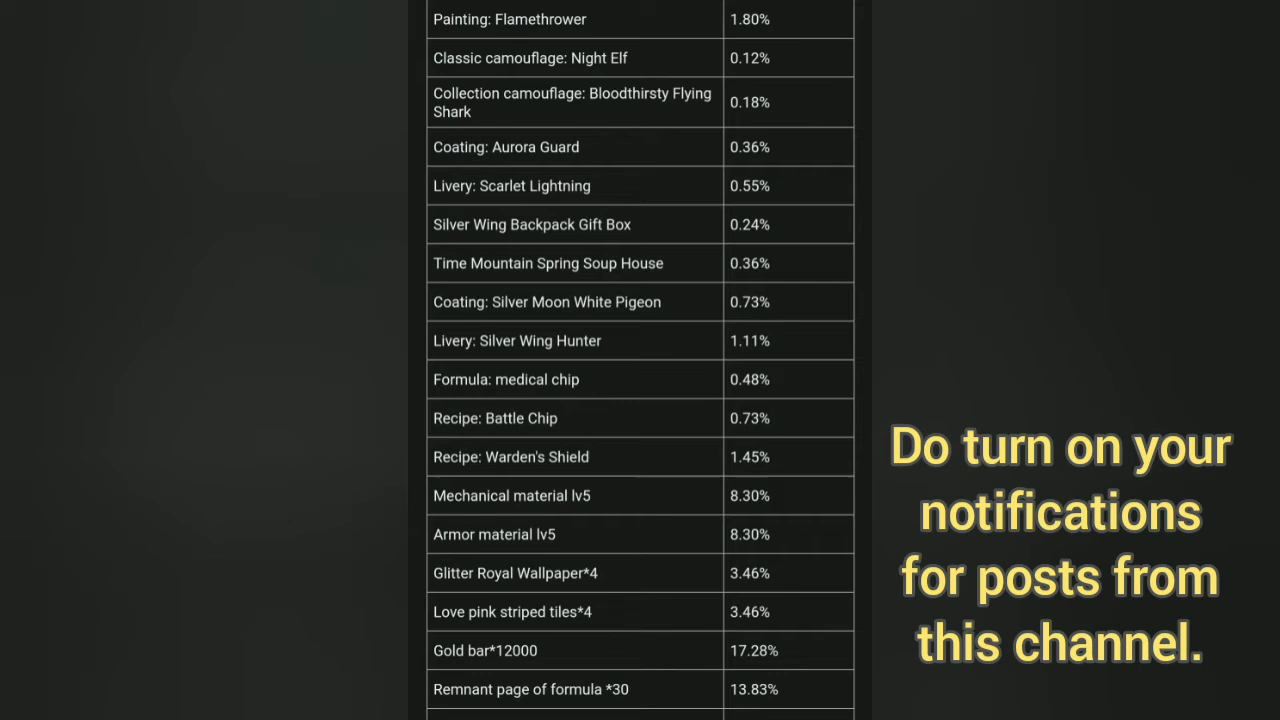 Painting: Flamethrower 1.80%
Classic camouflage: Night Elf 0.12%
Collection camouflage: Bloodthirsty Flying
Shark 0.18%
Coating: Aurora Guard 0.36%
Livery: Scarlet Lightning 0.55%
Silver Wing Backpack Gift Box 0.24%
Time Mountain Spring Soup House 0.36%
Coating: Silver Moon White Pigeon 0.73%
Livery: Silver Wing Hunter 1.11%
Formula: medical chip 0.48%
Recipe: Battle Chip 0.73%
Recipe: Warden's Shield 1.45%
Mechanical material lv5 8.30%
Armor material lv5 8.30%
Glitter Royal Wallpaper*4 3.46%
Love pink striped tiles*4 3.46%
Gold bar*12000 17.28%
Remnant page of formula *30 13.83%
Do turn on your
notifications
for posts from
this channel.